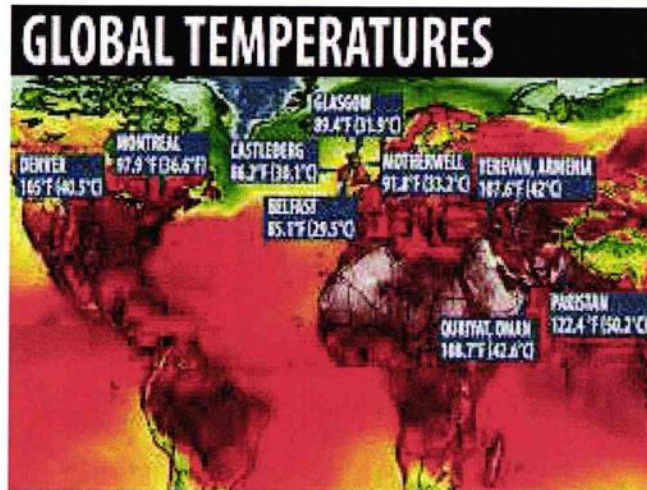 GLOBAL TEMPERATURES
GLASGOW
89.4°F (31.9°C)
MONTREAL
97.9°F (36.6°F)
CASTLEBERG
86.2°F (30.1°C)
MOTHERWELL
91.8°F (33.2°C)
DENVER
105°F (40.5°C)
YEREVAN, ARMENIA
107.6°F (42°C)
BELFAST
85.1°F (29.5°C)
QURIYAT, OMAN
108.7°F (42.6°C)
PAKISTAN
122.4°F (50.2°C)